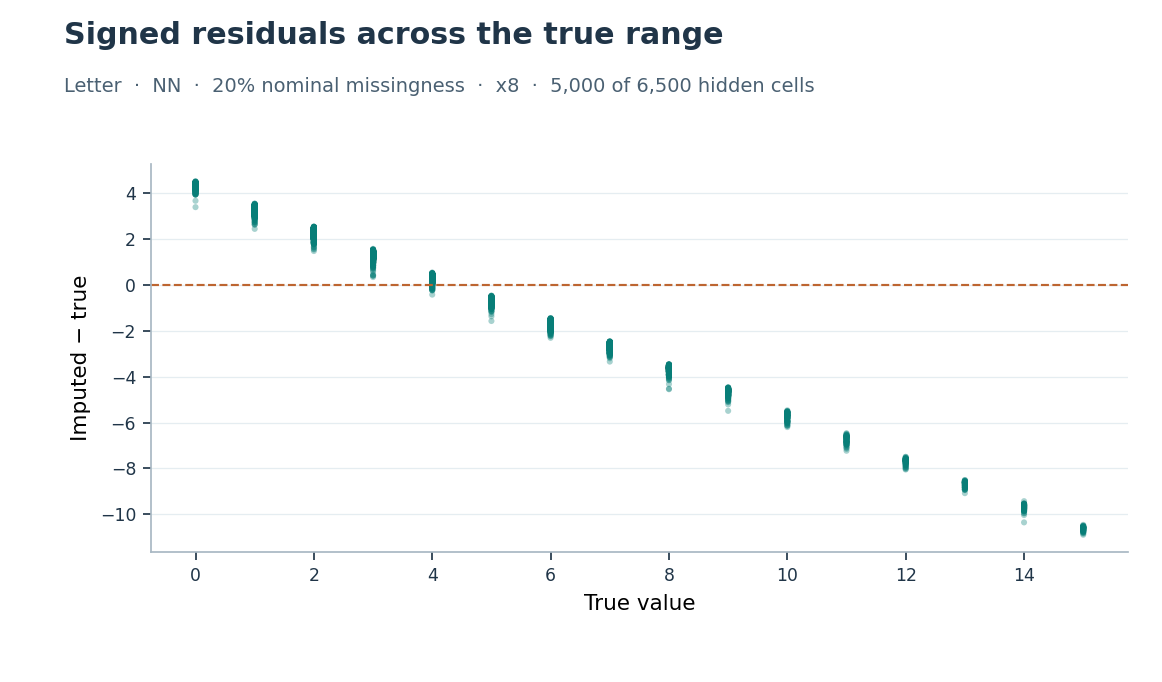 Signed residuals across the true range
Letter · NN · 20% nominal missingness · x8 · 5,000 of 6,500 hidden cells
Imputed − true
4
2
0
−2
−4
−6
−8
−10
0 2 4 6 8 10 12 14
True value